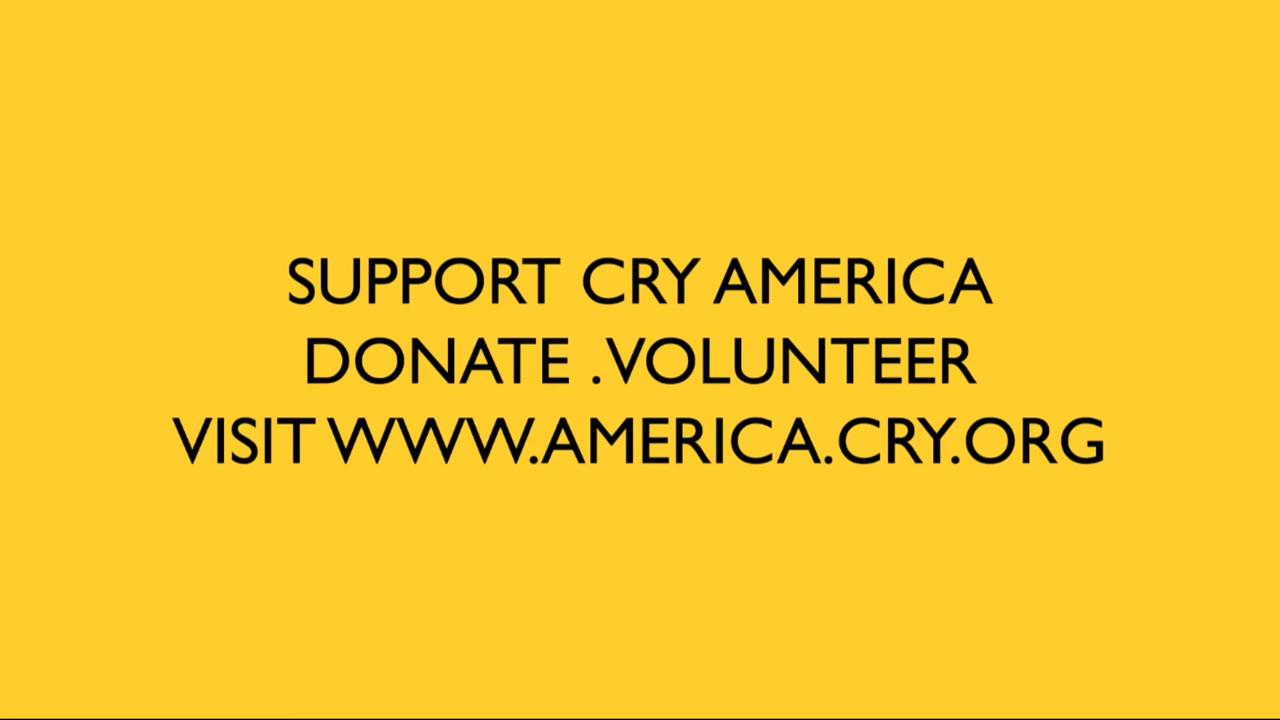 SUPPORT CRY AMERICA
DONATE .VOLUNTEER
VISIT WWW.AMERICA.CRY.ORG